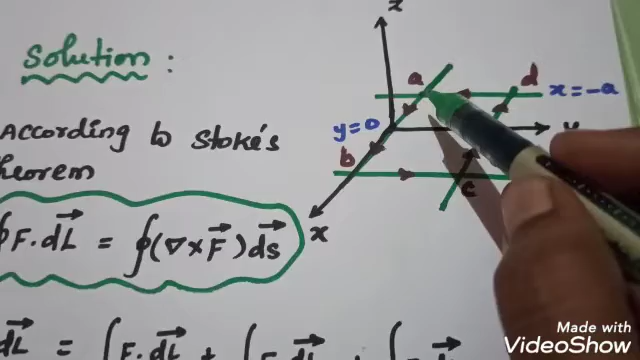 Solution :
z
a
d
x=-a
y=0
y
b
c
x
According to Stoke's
theorem
∮F.dL = ∮(∇×F)ds
dL = ∫F.dL + ∫F.dL + ∫
Made with
VideoShow